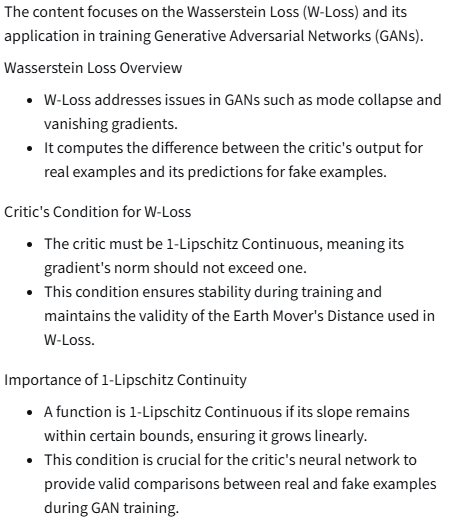 The content focuses on the Wasserstein Loss (W-Loss) and its
application in training Generative Adversarial Networks (GANs).
Wasserstein Loss Overview
• W-Loss addresses issues in GANs such as mode collapse and
vanishing gradients.
• It computes the difference between the critic's output for
real examples and its predictions for fake examples.
Critic's Condition for W-Loss
• The critic must be 1-Lipschitz Continuous, meaning its
gradient's norm should not exceed one.
• This condition ensures stability during training and
maintains the validity of the Earth Mover's Distance used in
W-Loss.
Importance of 1-Lipschitz Continuity
• A function is 1-Lipschitz Continuous if its slope remains
within certain bounds, ensuring it grows linearly.
• This condition is crucial for the critic's neural network to
provide valid comparisons between real and fake examples
during GAN training.